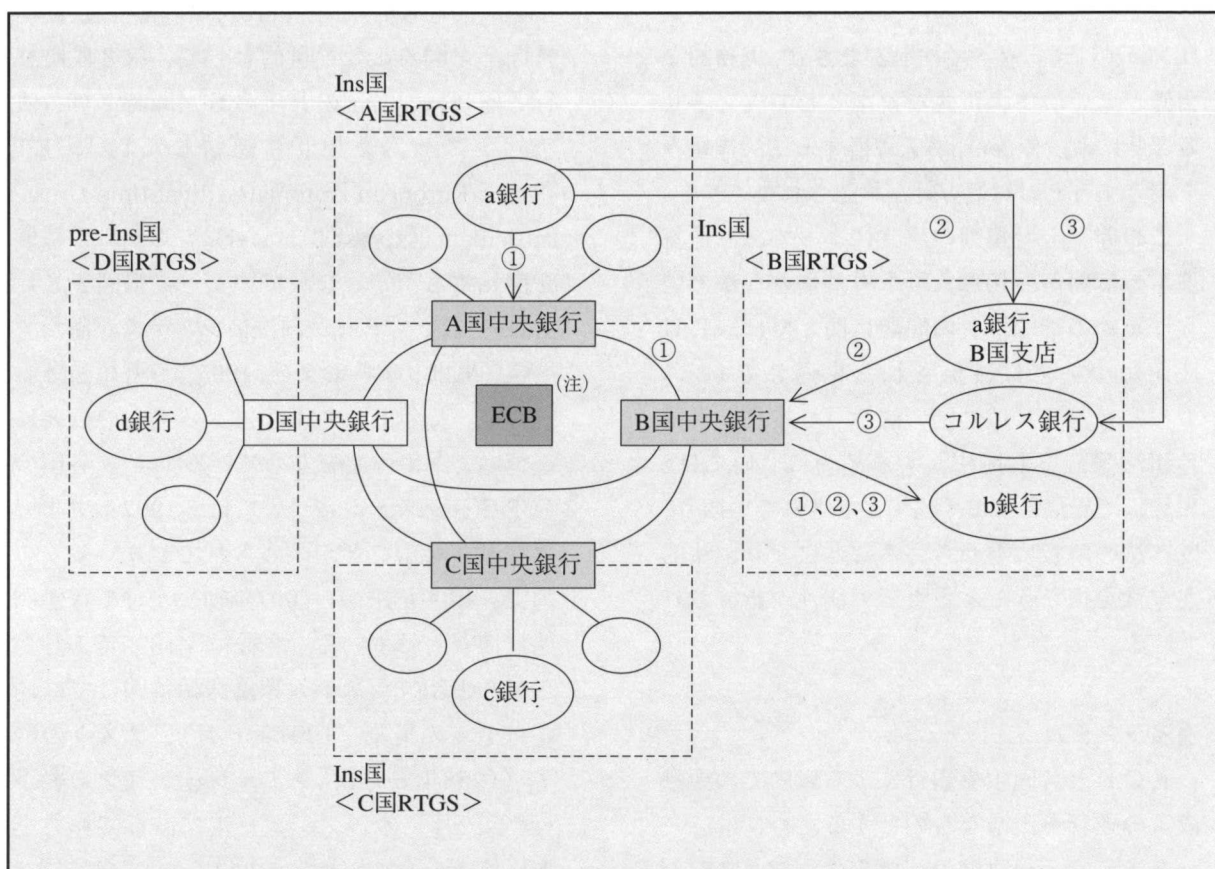 Ins国
＜A国RTGS＞
a銀行
①
A国中央銀行
pre-Ins国
＜D国RTGS＞
d銀行
D国中央銀行
ECB
(注)
①
B国中央銀行
Ins国
＜B国RTGS＞
②
③
a銀行
B国支店
②
コルレス銀行
③
b銀行
①、②、③
C国中央銀行
c銀行
Ins国
＜C国RTGS＞